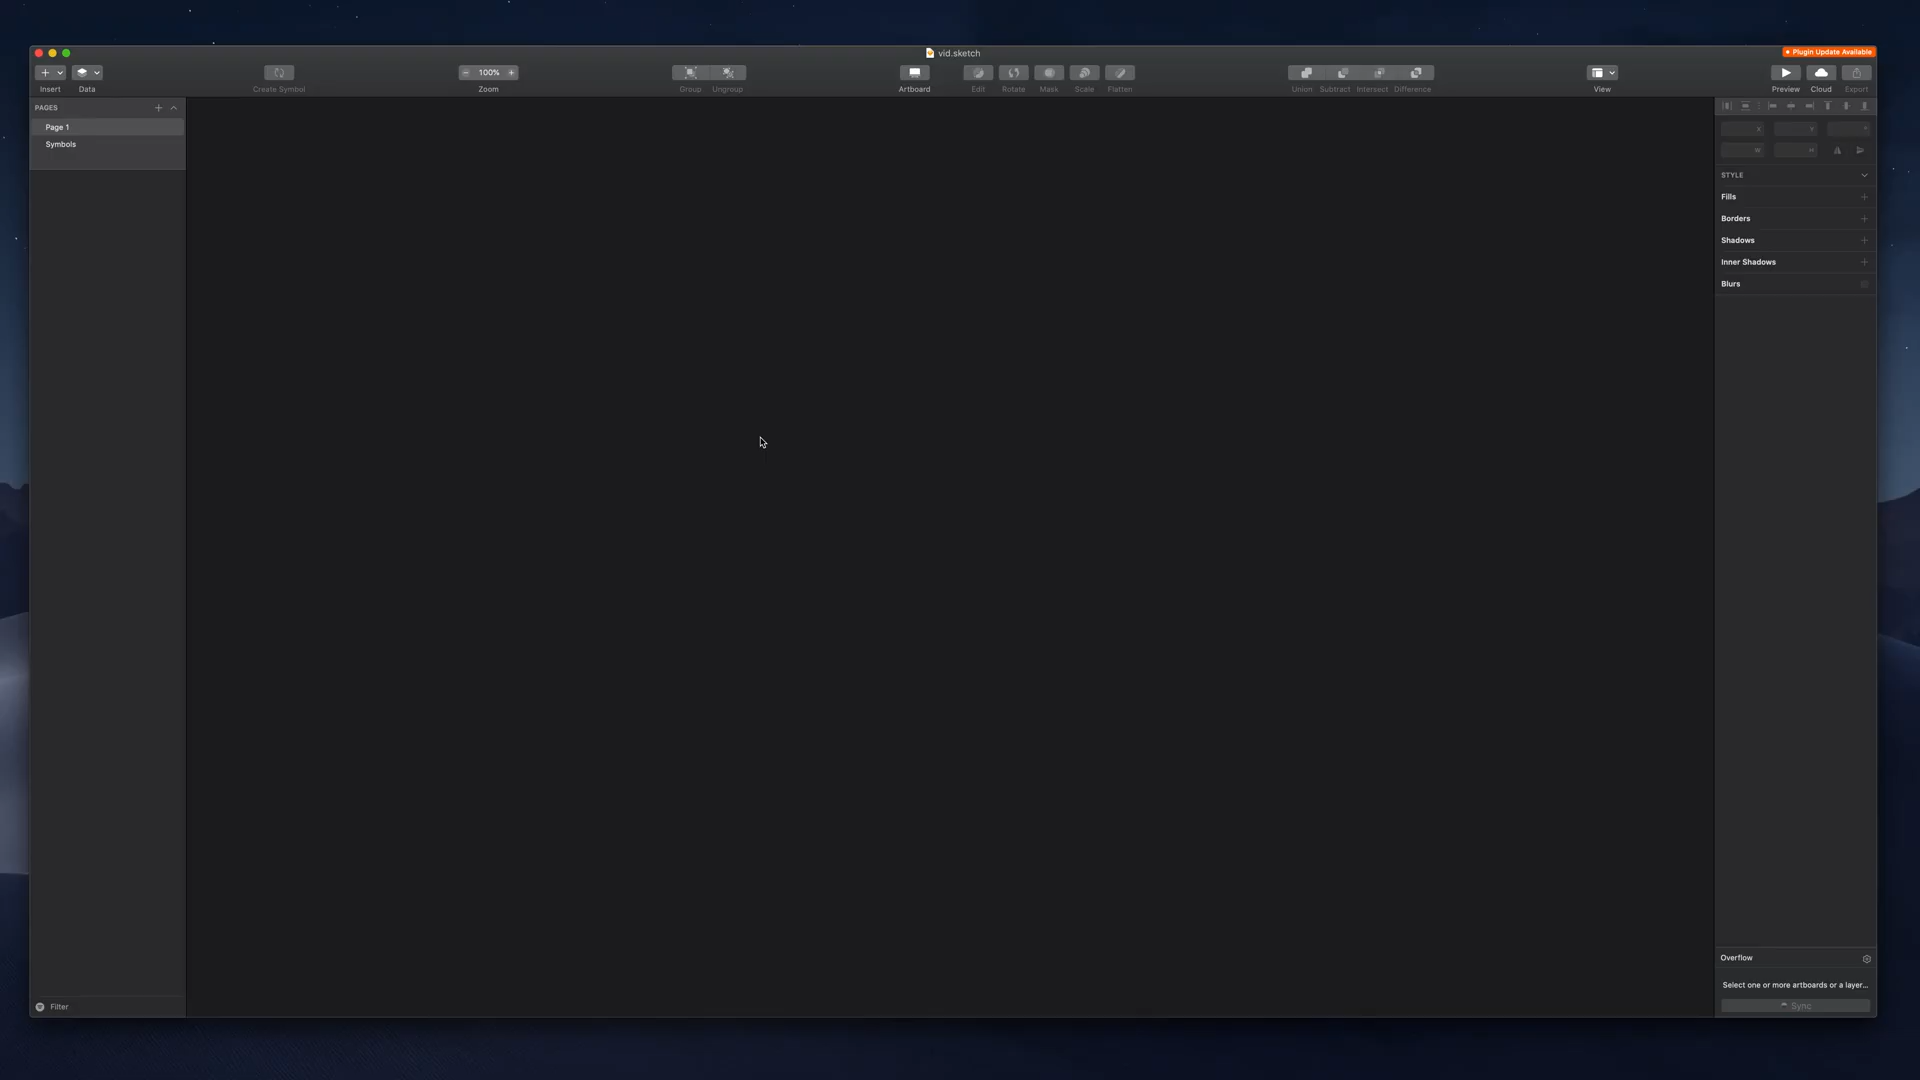 vid.sketch
Plugin Update Available
100%
Insert
Data
Create Symbol
Zoom
Group
Ungroup
Artboard
Edit
Rotate
Mask
Scale
Flatten
Union
Subtract
Intersect
Difference
View
Preview
Cloud
Export
PAGES
Page 1
Symbols
X
Y
°
W
H
STYLE
Fills
Borders
Shadows
Inner Shadows
Blurs
Overflow
Select one or more artboards or a layer...
Sync
Filter